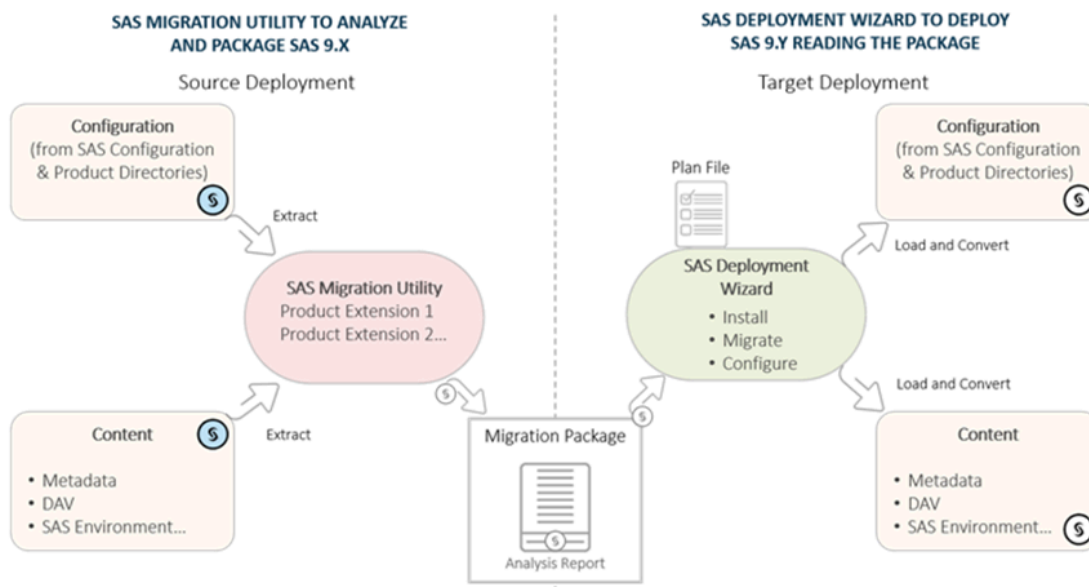 SAS MIGRATION UTILITY TO ANALYZE
AND PACKAGE SAS 9.X
Source Deployment
Configuration
(from SAS Configuration
& Product Directories)
Extract
SAS Migration Utility
Product Extension 1
Product Extension 2...
Extract
Content
• Metadata
• DAV
• SAS Environment...
Migration Package
Analysis Report
SAS DEPLOYMENT WIZARD TO DEPLOY
SAS 9.Y READING THE PACKAGE
Target Deployment
Plan File
SAS Deployment
Wizard
• Install
• Migrate
• Configure
Configuration
(from SAS Configuration
& Product Directories)
Load and Convert
Load and Convert
Content
• Metadata
• DAV
• SAS Environment...